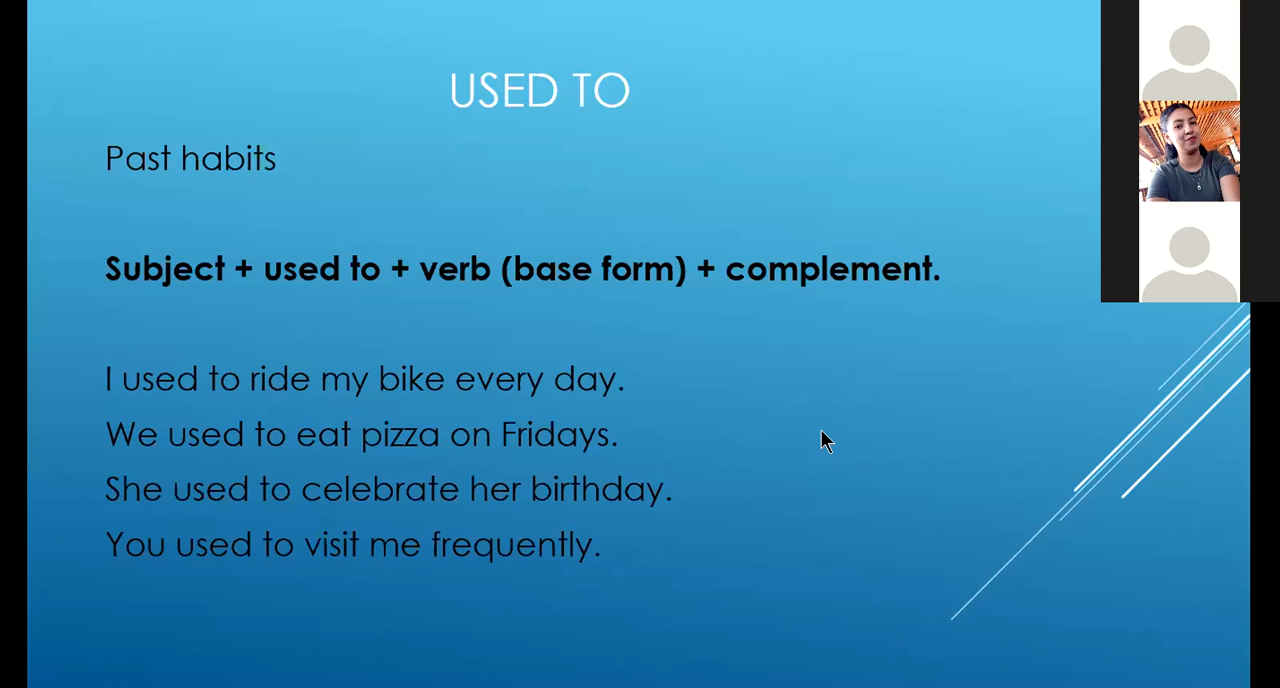 USED TO
Past habits
Subject + used to + verb (base form) + complement.
I used to ride my bike every day.
We used to eat pizza on Fridays.
She used to celebrate her birthday.
You used to visit me frequently.